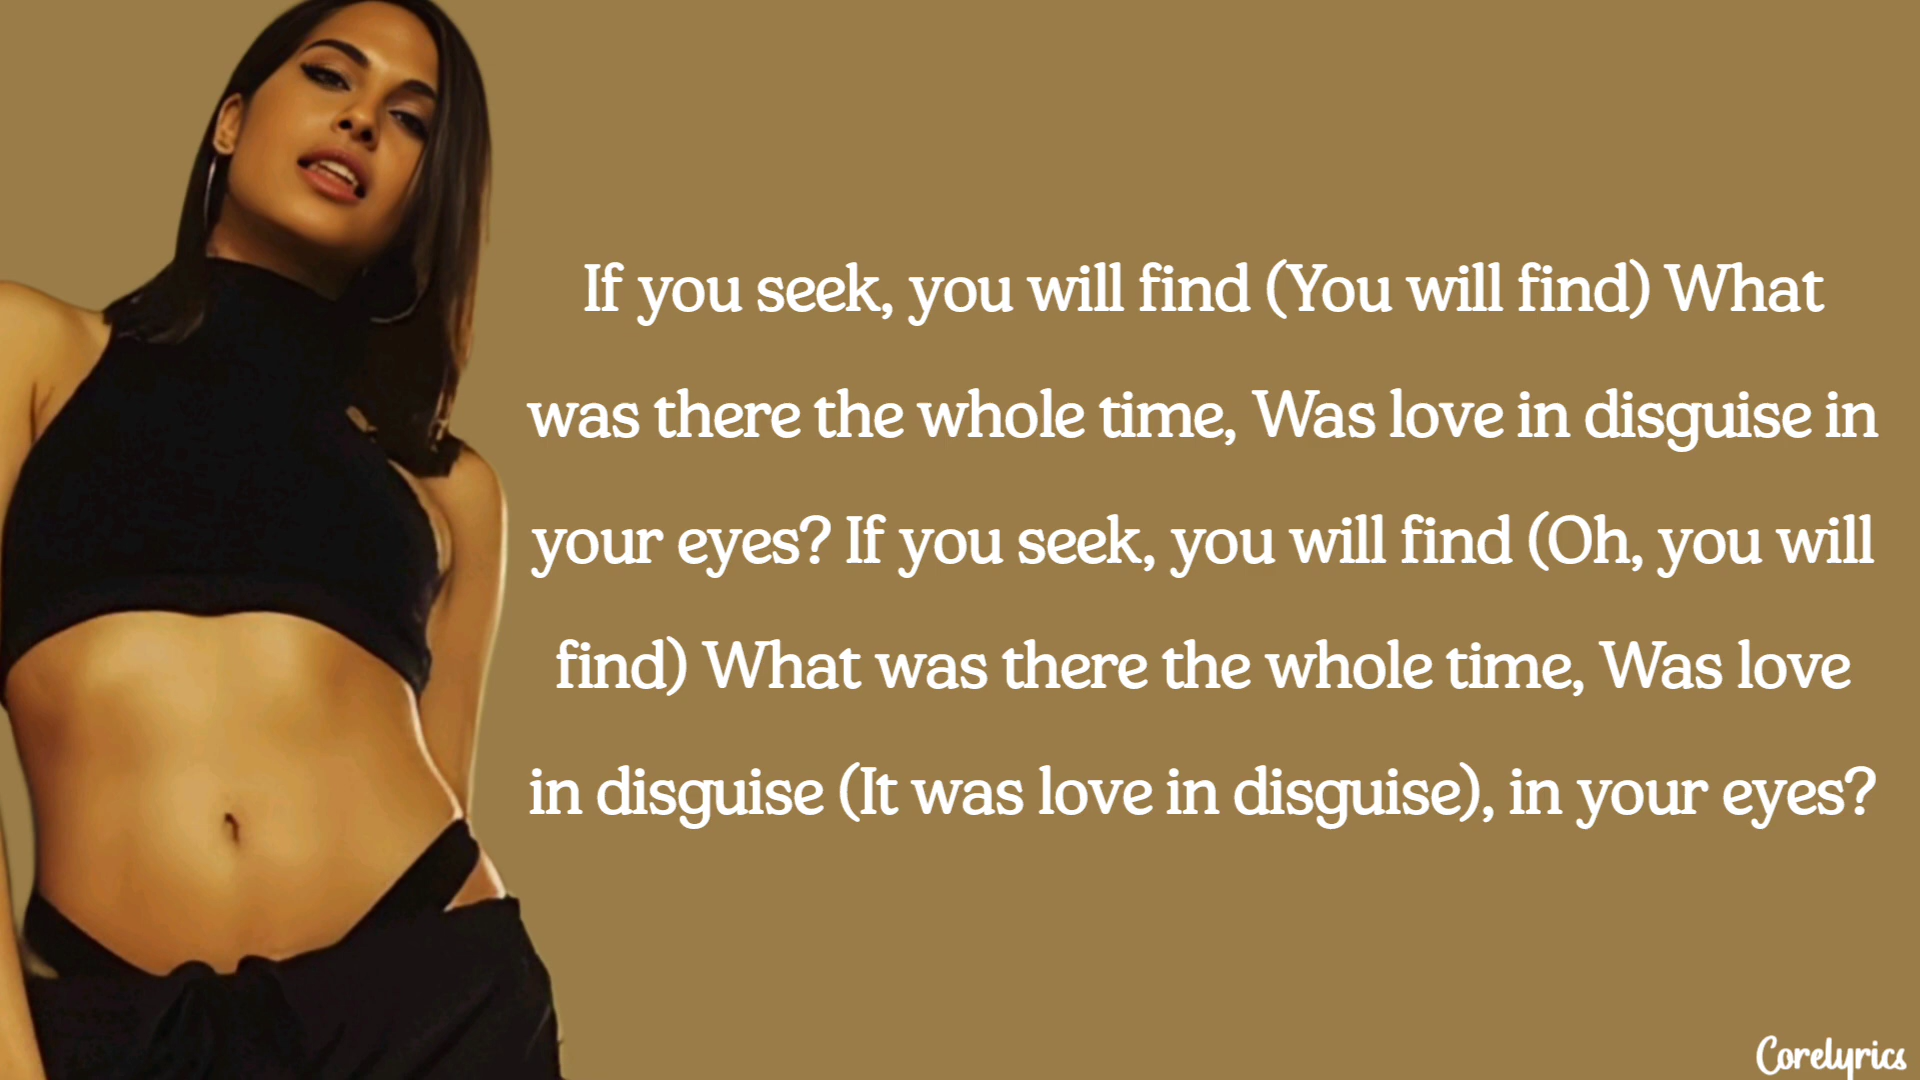 If you seek, you will find (You will find) What
was there the whole time, Was love in disguise in
your eyes? If you seek, you will find (Oh, you will
find) What was there the whole time, Was love
in disguise (It was love in disguise), in your eyes?
Corelyrics